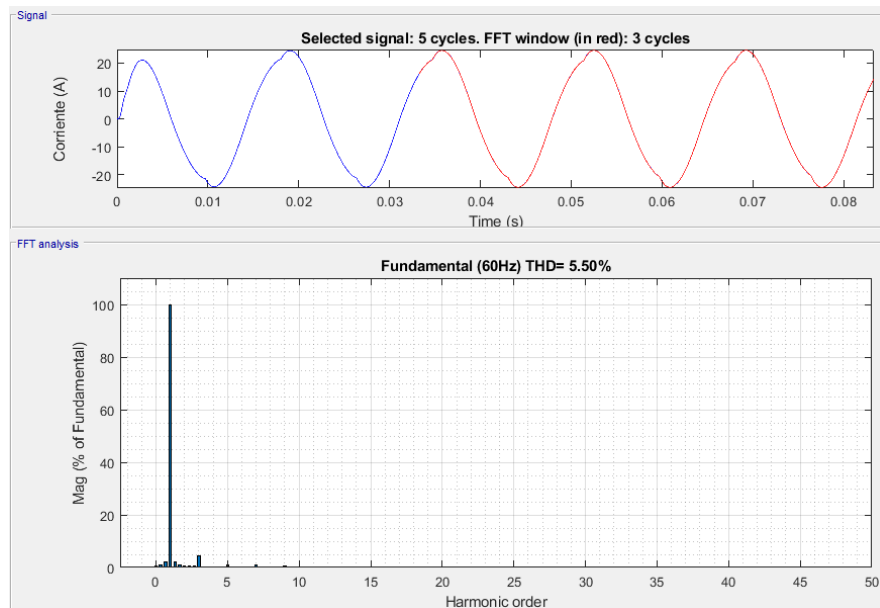 Signal
Selected signal: 5 cycles. FFT window (in red): 3 cycles
Corriente (A)
20
10
0
-10
-20
0 0.01 0.02 0.03 0.04 0.05 0.06 0.07 0.08
Time (s)
FFT analysis
Fundamental (60Hz) THD= 5.50%
Mag (% of Fundamental)
100
80
60
40
20
0
0 5 10 15 20 25 30 35 40 45 50
Harmonic order